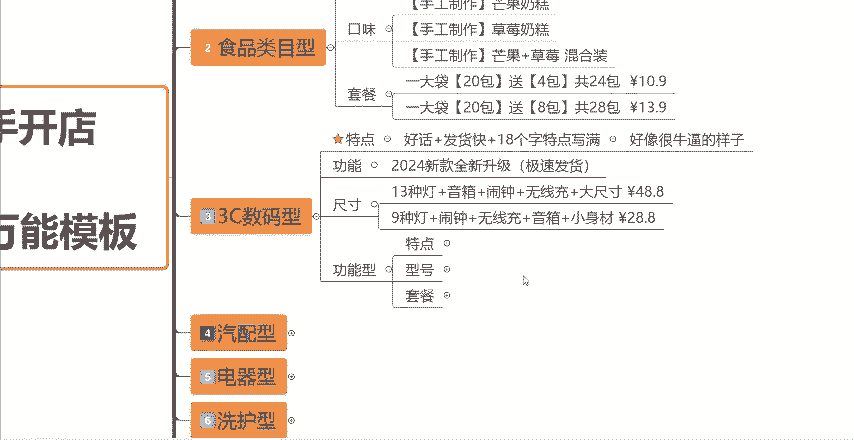 【手工制作】芒果奶糕
口味
【手工制作】草莓奶糕
2 食品类目型
【手工制作】芒果+草莓 混合装
套餐
一大袋【20包】送【4包】共24包 ¥10.9
一大袋【20包】送【8包】共28包 ¥13.9
手开店
万能模板
特点 好话+发货快+18个字特点写满 好像很牛逼的样子
功能 2024新款全新升级（极速发货）
3 3C数码型
尺寸
13种灯+音箱+闹钟+无线充+大尺寸 ¥48.8
9种灯+闹钟+无线充+音箱+小身材 ¥28.8
功能型
特点
型号
套餐
4 汽配型
5 电器型
6 洗护型